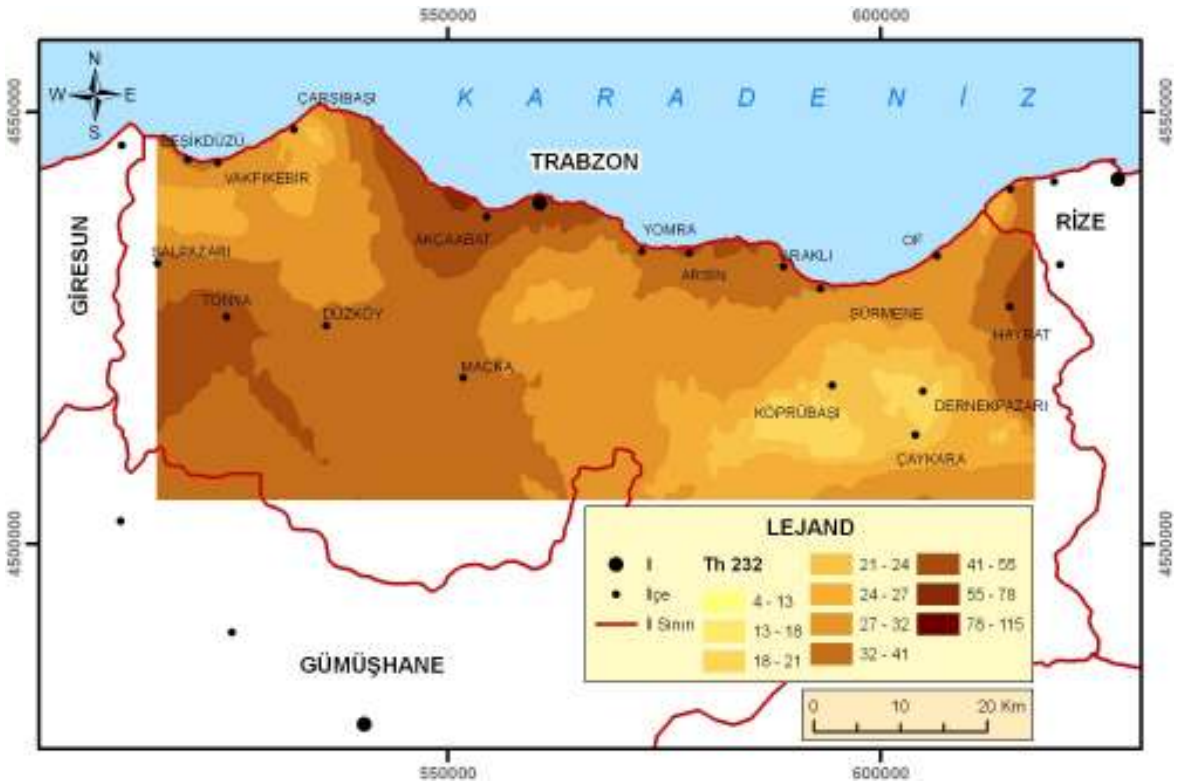 550000 600000
N
W E
S
K A R A D E N İ Z
4550000
4550000
ÇARŞIBAŞI
BEŞİKDÜZÜ
VAKFIKEBİR
TRABZON
AKÇAABAT
YOMRA
ARSİN
ARAKLI
OF
RİZE
GİRESUN
ŞALPAZARI
TONYA
DÜZKÖY
SÜRMENE
HAYRAT
MAÇKA
KÖPRÜBAŞI
DERNEKPAZARI
ÇAYKARA
4500000
4500000
LEJAND
İl
İlçe
İl Sınırı
Th 232
4 - 13
13 - 18
18 - 21
21 - 24
24 - 27
27 - 32
32 - 41
41 - 55
55 - 78
78 - 115
GÜMÜŞHANE
0 10 20 Km
550000 600000